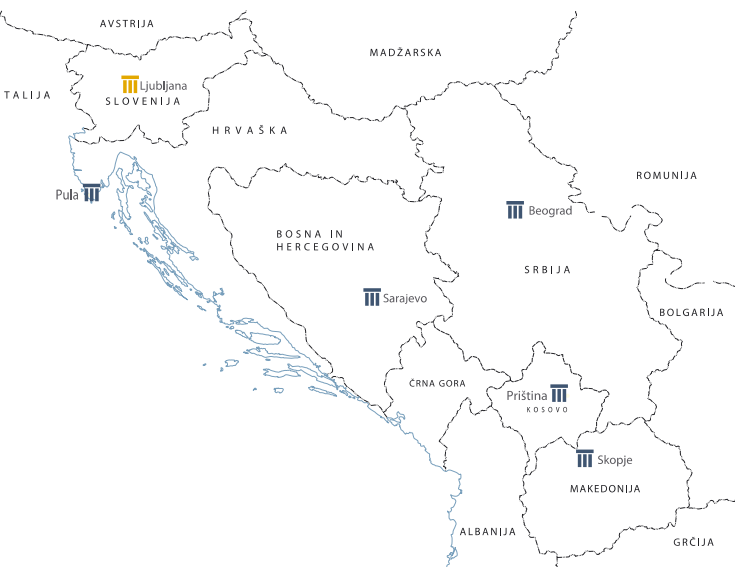 AVSTRIJA
MADŽARSKA
TALIJA
Ljubljana
SLOVENIJA
HRVAŠKA
ROMUNIJA
Pula
Beograd
BOSNA IN
HERCEGOVINA
SRBIJA
Sarajevo
BOLGARIJA
ČRNA GORA
Priština
KOSOVO
Skopje
MAKEDONIJA
ALBANIJA
GRČIJA